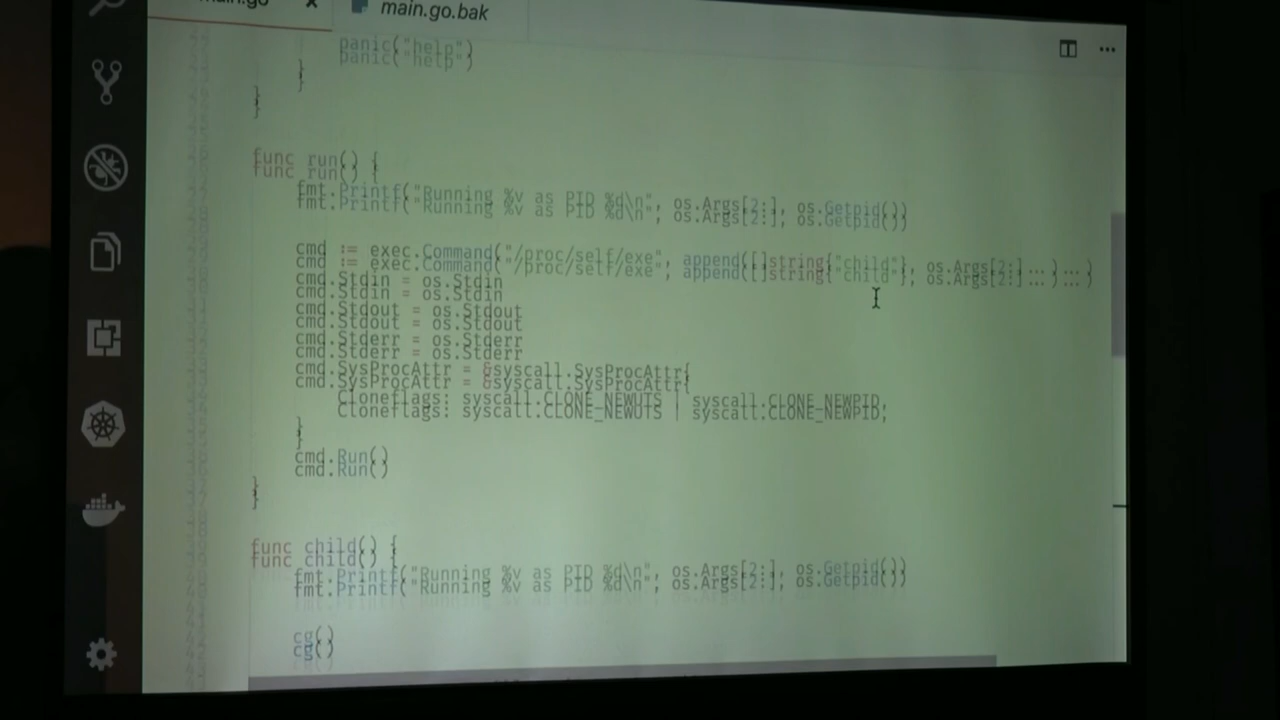 main.go
main.go.bak
panic("help")
}
}
func run() {
fmt.Printf("Running %v as PID %d\n", os.Args[2:], os.Getpid())
cmd := exec.Command("/proc/self/exe", append([]string{"child"}, os.Args[2:]...)...)
cmd.Stdin = os.Stdin
cmd.Stdout = os.Stdout
cmd.Stderr = os.Stderr
cmd.SysProcAttr = &syscall.SysProcAttr{
Cloneflags: syscall.CLONE_NEWUTS | syscall.CLONE_NEWPID,
}
cmd.Run()
}
func child() {
fmt.Printf("Running %v as PID %d\n", os.Args[2:], os.Getpid())
cg()